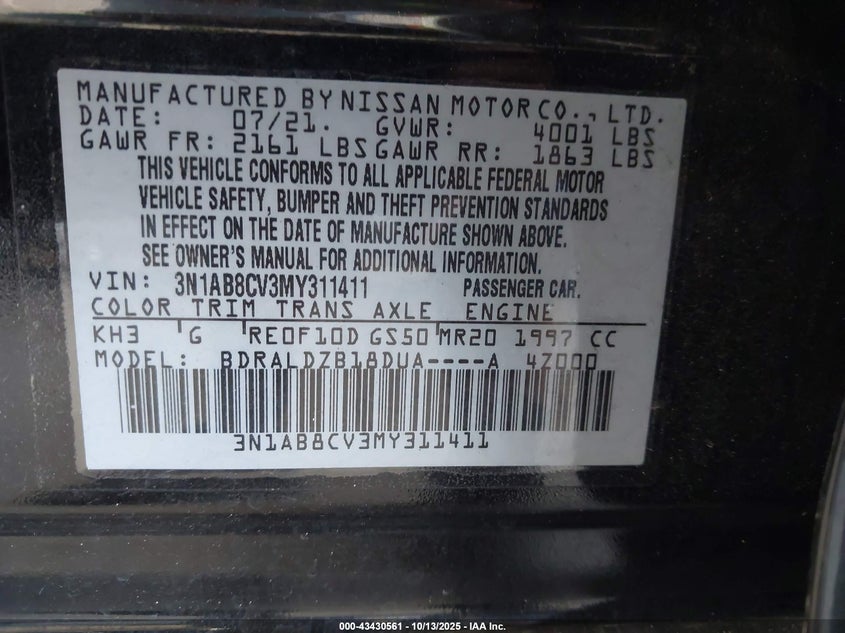 MANUFACTURED BY NISSAN MOTOR CO., LTD.
DATE: 07/21. GVWR: 4001 LBS
GAWR FR: 2161 LBS GAWR RR: 1863 LBS
THIS VEHICLE CONFORMS TO ALL APPLICABLE FEDERAL MOTOR
VEHICLE SAFETY, BUMPER AND THEFT PREVENTION STANDARDS
IN EFFECT ON THE DATE OF MANUFACTURE SHOWN ABOVE.
SEE OWNER'S MANUAL FOR ADDITIONAL INFORMATION.
VIN: 3N1AB8CV3MY311411 PASSENGER CAR.
COLOR TRIM TRANS AXLE ENGINE
KH3 'G 'RE0F10D GS50'MR20 1997 CC
MODEL: BDRALDZB18DUA----A 4Z000
3N1AB8CV3MY311411
000-43430561 - 10/13/2025 - IAA Inc.